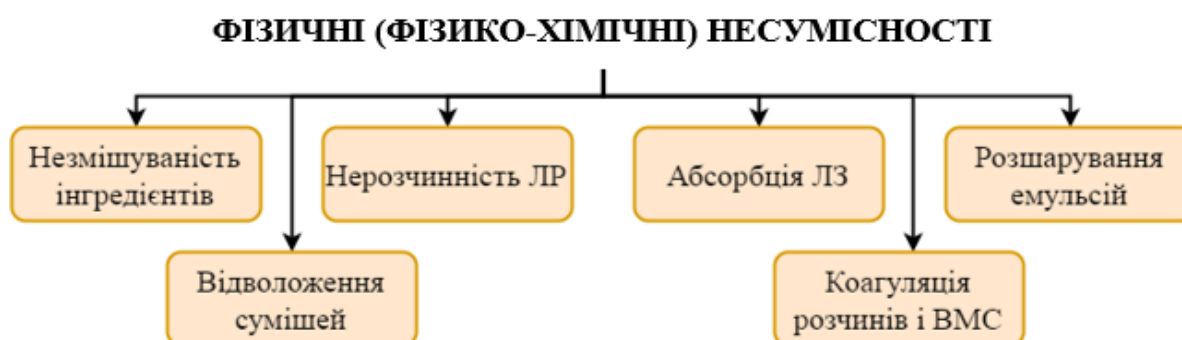 ФІЗИЧНІ (ФІЗИКО-ХІМІЧНІ) НЕСУМІСНОСТІ
Незмішуваність
інгредієнтів
Нерозчинність ЛР
Абсорбція ЛЗ
Розшарування
емульсій
Відволоження
сумішей
Коагуляція
розчинів і ВМС